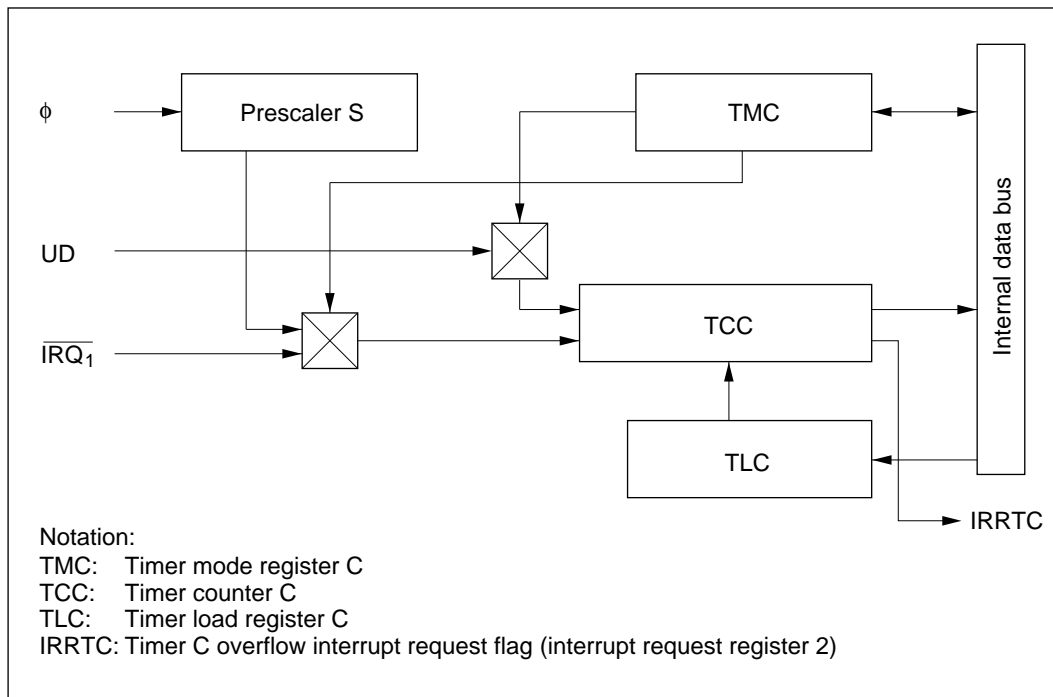 φ
Prescaler S
TMC
Internal data bus
UD
TCC
IRQ₁
TLC
IRRTC
Notation:
TMC: Timer mode register C
TCC: Timer counter C
TLC: Timer load register C
IRRTC: Timer C overflow interrupt request flag (interrupt request register 2)